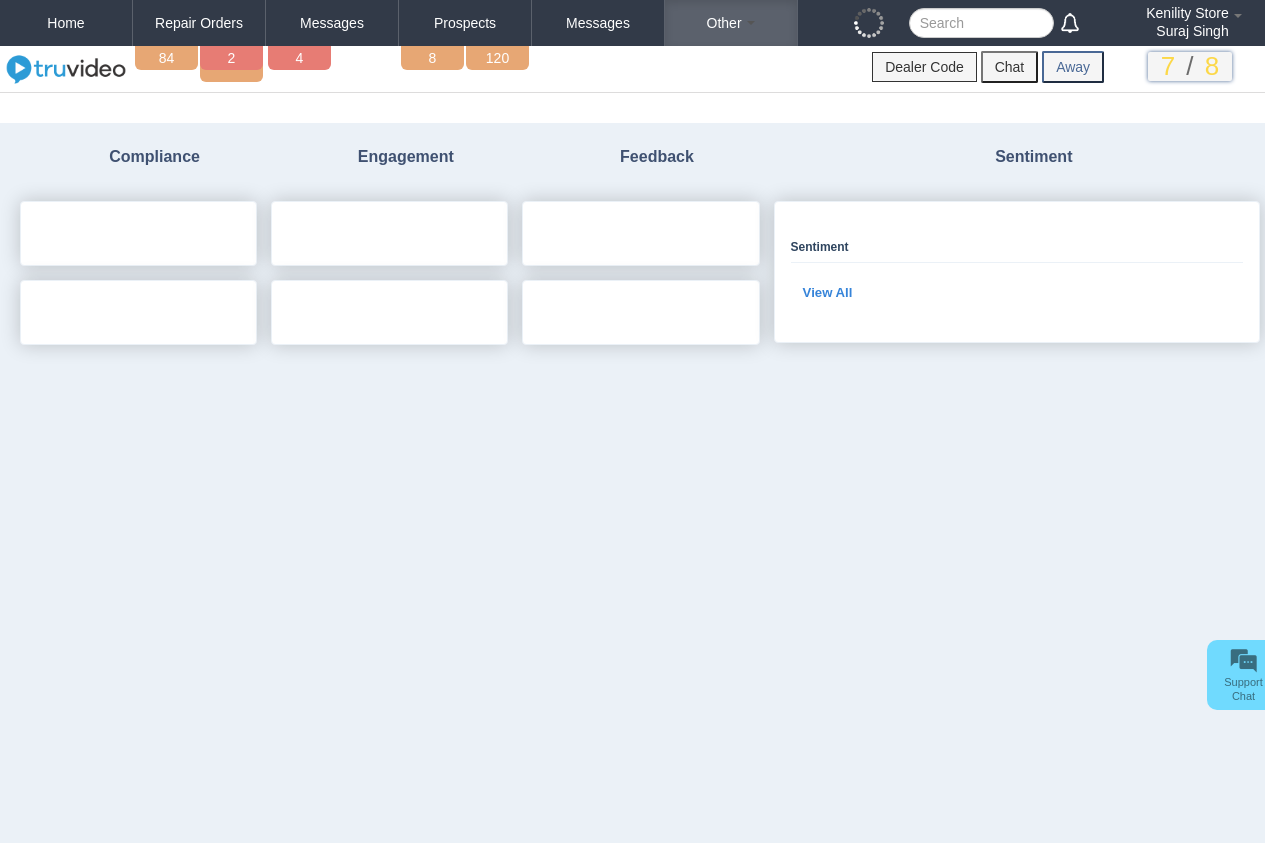 Home
Repair Orders
Messages
Prospects
Messages
Other
Search
Kenility Store
Suraj Singh
truvideo
84
2
4
8
120
Dealer Code
Chat
Away
7 / 8
Compliance
Engagement
Feedback
Sentiment
Sentiment
View All
Support
Chat